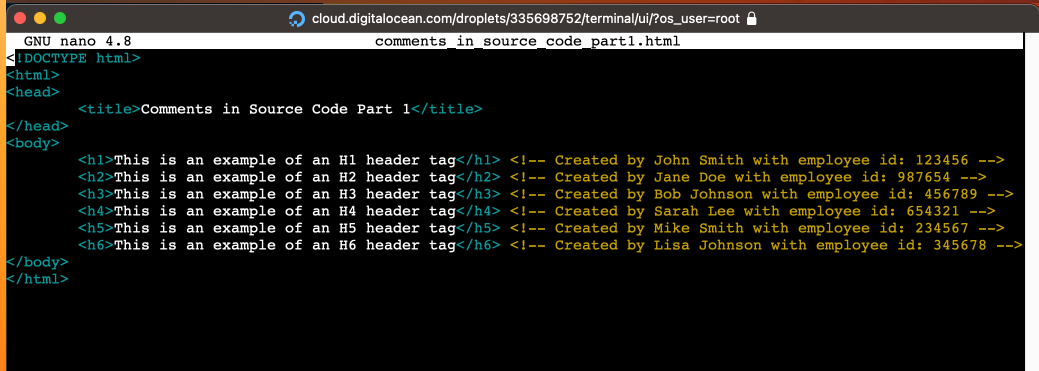 cloud.digitalocean.com/droplets/335698752/terminal/ui/?os_user=root
GNU nano 4.8 comments_in_source_code_part1.html
<!DOCTYPE html>
<html>
<head>
<title>Comments in Source Code Part 1</title>
</head>
<body>
<h1>This is an example of an H1 header tag</h1> <!-- Created by John Smith with employee id: 123456 -->
<h2>This is an example of an H2 header tag</h2> <!-- Created by Jane Doe with employee id: 987654 -->
<h3>This is an example of an H3 header tag</h3> <!-- Created by Bob Johnson with employee id: 456789 -->
<h4>This is an example of an H4 header tag</h4> <!-- Created by Sarah Lee with employee id: 654321 -->
<h5>This is an example of an H5 header tag</h5> <!-- Created by Mike Smith with employee id: 234567 -->
<h6>This is an example of an H6 header tag</h6> <!-- Created by Lisa Johnson with employee id: 345678 -->
</body>
</html>